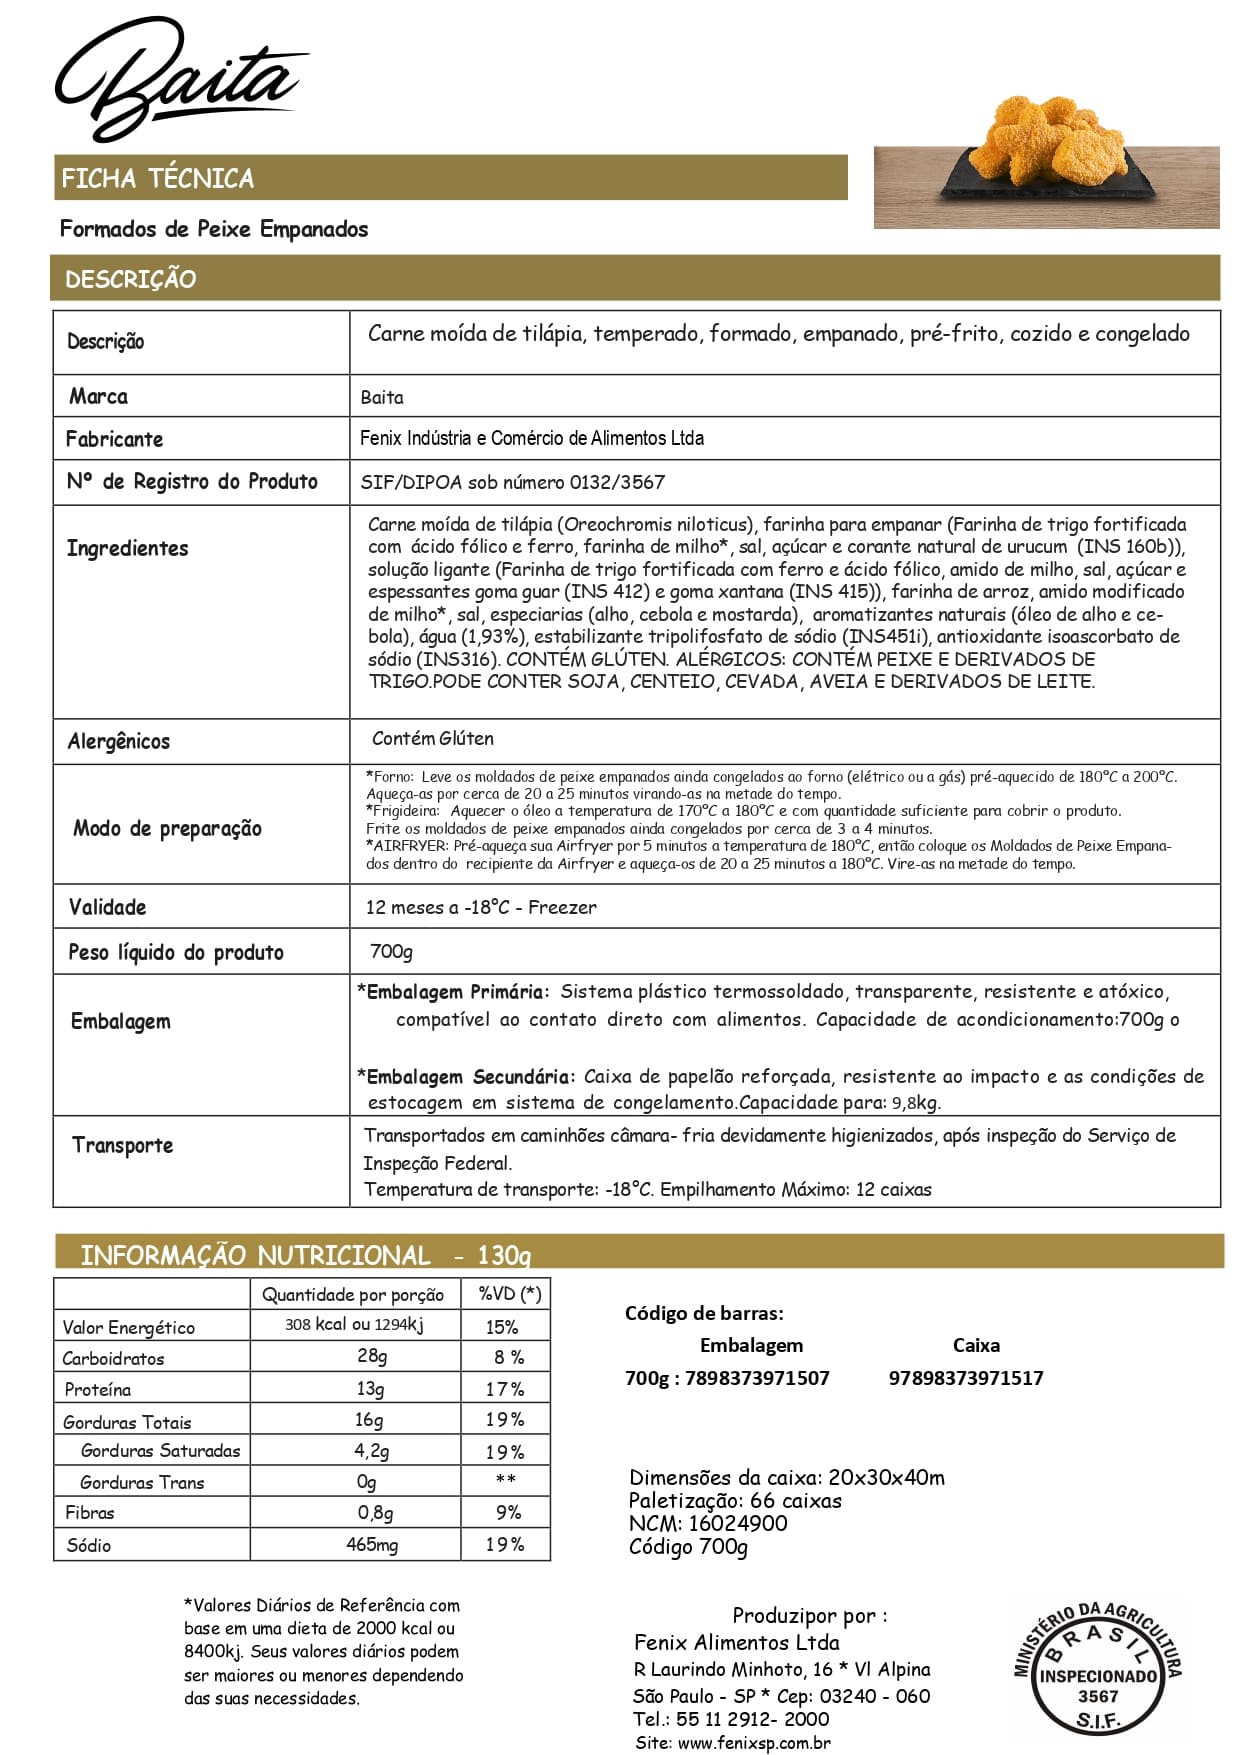 Baita
FICHA TÉCNICA
Formados de Peixe Empanados
DESCRIÇÃO
Descrição
Carne moída de tilápia, temperado, formado, empanado, pré-frito, cozido e congelado
Marca
Baita
Fabricante
Fenix Indústria e Comércio de Alimentos Ltda
Nº de Registro do Produto
SIF/DIPOA sob número 0132/3567
Ingredientes
Carne moída de tilápia (Oreochromis niloticus), farinha para empanar (Farinha de trigo fortificada
com ácido fólico e ferro, farinha de milho*, sal, açúcar e corante natural de urucum (INS 160b)),
solução ligante (Farinha de trigo fortificada com ferro e ácido fólico, amido de milho, sal, açúcar e
espessantes goma guar (INS 412) e goma xantana (INS 415)), farinha de arroz, amido modificado
de milho*, sal, especiarias (alho, cebola e mostarda), aromatizantes naturais (óleo de alho e ce-
bola), água (1,93%), estabilizante tripolifosfato de sódio (INS451i), antioxidante isoascorbato de
sódio (INS316). CONTÉM GLÚTEN. ALÉRGICOS: CONTÉM PEIXE E DERIVADOS DE
TRIGO.PODE CONTER SOJA, CENTEIO, CEVADA, AVEIA E DERIVADOS DE LEITE.
Alergênicos
Contém Glúten
Modo de preparação
*Forno: Leve os moldados de peixe empanados ainda congelados ao forno (elétrico ou a gás) pré-aquecido de 180ºC a 200ºC.
Aqueça-as por cerca de 20 a 25 minutos virando-as na metade do tempo.
*Frigideira: Aquecer o óleo a temperatura de 170ºC a 180ºC e com quantidade suficiente para cobrir o produto.
Frite os moldados de peixe empanados ainda congelados por cerca de 3 a 4 minutos.
*AIRFRYER: Pré-aqueça sua Airfryer por 5 minutos a temperatura de 180ºC, então coloque os Moldados de Peixe Empana-
dos dentro do recipiente da Airfryer e aqueça-os de 20 a 25 minutos a 180ºC. Vire-as na metade do tempo.
Validade
12 meses a -18°C - Freezer
Peso líquido do produto
700g
Embalagem
*Embalagem Primária: Sistema plástico termossoldado, transparente, resistente e atóxico,
compatível ao contato direto com alimentos. Capacidade de acondicionamento:700g o
*Embalagem Secundária: Caixa de papelão reforçada, resistente ao impacto e as condições de
estocagem em sistema de congelamento.Capacidade para: 9,8kg.
Transporte
Transportados em caminhões câmara- fria devidamente higienizados, após inspeção do Serviço de
Inspeção Federal.
Temperatura de transporte: -18°C. Empilhamento Máximo: 12 caixas
INFORMAÇÃO NUTRICIONAL - 130g
Quantidade por porção %VD (*)
Valor Energético 308 kcal ou 1294kj 15%
Carboidratos 28g 8 %
Proteína 13g 17%
Gorduras Totais 16g 19%
Gorduras Saturadas 4,2g 19%
Gorduras Trans 0g **
Fibras 0,8g 9%
Sódio 465mg 19%
Código de barras:
Embalagem Caixa
700g : 7898373971507 97898373971517
Dimensões da caixa: 20x30x40m
Paletização: 66 caixas
NCM: 16024900
Código 700g
*Valores Diários de Referência com
base em uma dieta de 2000 kcal ou
8400kj. Seus valores diários podem
ser maiores ou menores dependendo
das suas necessidades.
Produzipor por :
Fenix Alimentos Ltda
R Laurindo Minhoto, 16 * Vl Alpina
São Paulo - SP * Cep: 03240 - 060
Tel.: 55 11 2912- 2000
Site: www.fenixsp.com.br
MINISTÉRIO DA AGRICULTURA
BRASIL
INSPECIONADO
3567
S.I.F.